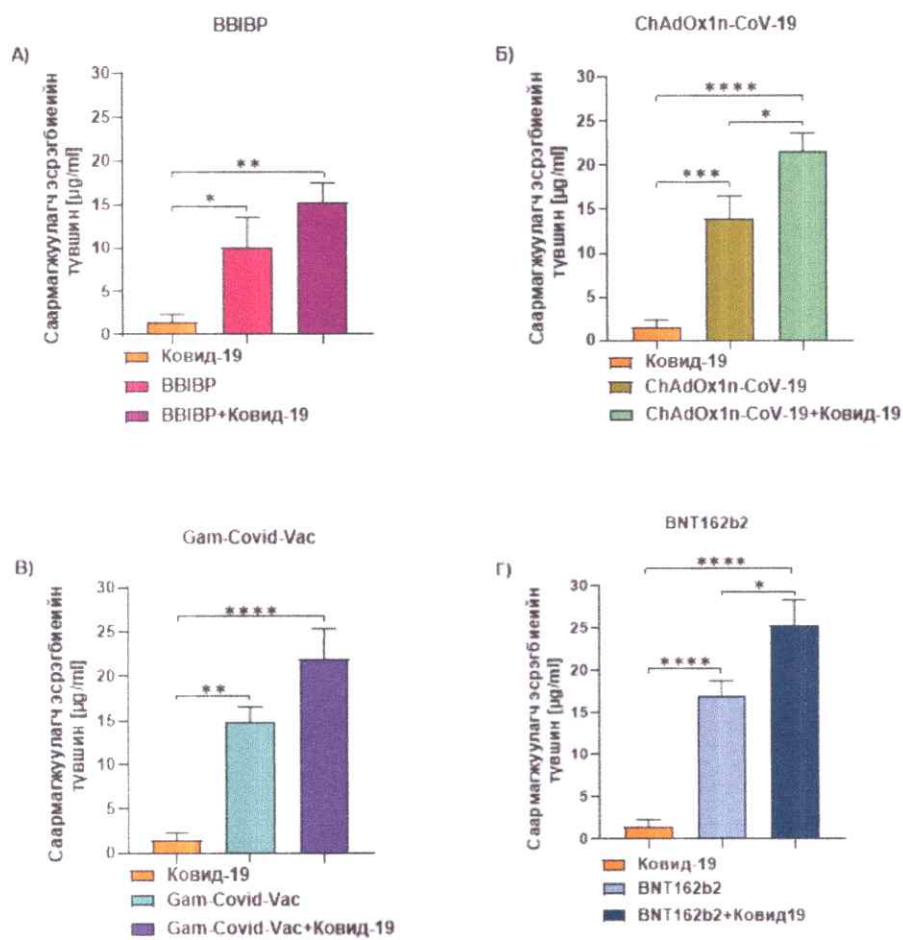 BBIBP
А)
Саармагжуулагч эсрэгбиеийн
түвшин [µg/ml]
30
25
20
15
10
5
0
*
**
Ковид-19
BBIBP
BBIBP+Ковид-19
ChAdOx1n-CoV-19
Б)
Саармагжуулагч эсрэгбиеийн
түвшин [µg/ml]
30
25
20
15
10
5
0
****
*
***
Ковид-19
ChAdOx1n-CoV-19
ChAdOx1n-CoV-19+Ковид-19
Gam-Covid-Vac
В)
Саармагжуулагч эсрэгбиеийн
түвшин [µg/ml]
30
25
20
15
10
5
0
****
**
Ковид-19
Gam-Covid-Vac
Gam-Covid-Vac+Ковид-19
BNT162b2
Г)
Саармагжуулагч эсрэгбиеийн
түвшин [µg/ml]
30
25
20
15
10
5
0
****
*
****
Ковид-19
BNT162b2
BNT162b2+Ковид19